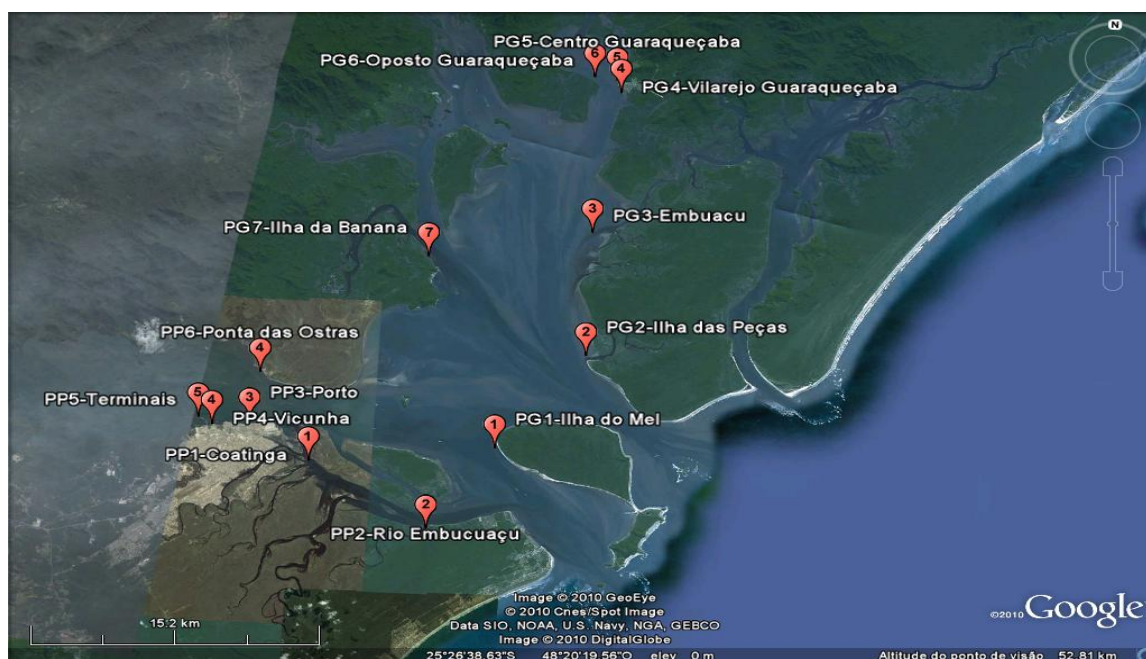 N
PG5-Centro Guaraqueçaba
6
5
PG6-Oposto Guaraqueçaba
4
PG4-Vilarejo Guaraqueçaba
3
PG3-Embuacu
PG7-Ilha da Banana
7
PG2-Ilha das Peças
2
PP6-Ponta das Ostras
4
5
4
3
PP3-Porto
PP5-Terminais
PP4-Vicunha
1
PG1-Ilha do Mel
1
PP1-Coatinga
2
PP2-Rio Embucuaçu
Image © 2010 GeoEye
© 2010 Cnes/Spot Image
Data SIO, NOAA, U.S. Navy, NGA, GEBCO
Image © 2010 DigitalGlobe
©2010 Google
15.2 km
25°26'38.63"S 48°20'19.56"O elev 0 m Altitude do ponto de visão 52.81 km